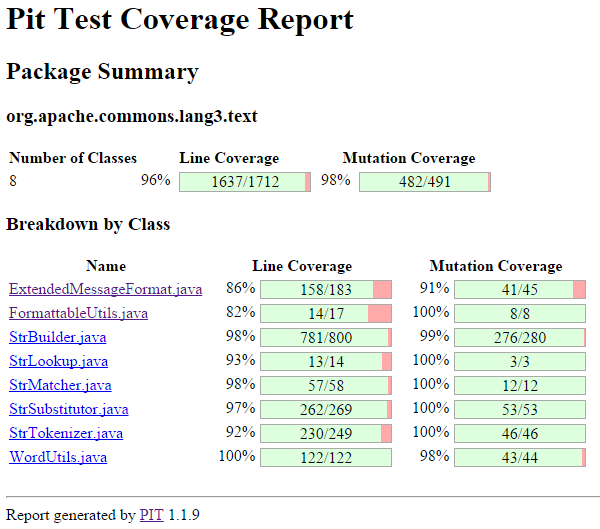 Pit Test Coverage Report
Package Summary
org.apache.commons.lang3.text
Number of Classes Line Coverage Mutation Coverage
8 96% 1637/1712 98% 482/491
Breakdown by Class
Name Line Coverage Mutation Coverage
ExtendedMessageFormat.java 86% 158/183 91% 41/45
FormattableUtils.java 82% 14/17 100% 8/8
StrBuilder.java 98% 781/800 99% 276/280
StrLookup.java 93% 13/14 100% 3/3
StrMatcher.java 98% 57/58 100% 12/12
StrSubstitutor.java 97% 262/269 100% 53/53
StrTokenizer.java 92% 230/249 100% 46/46
WordUtils.java 100% 122/122 98% 43/44
Report generated by PIT 1.1.9